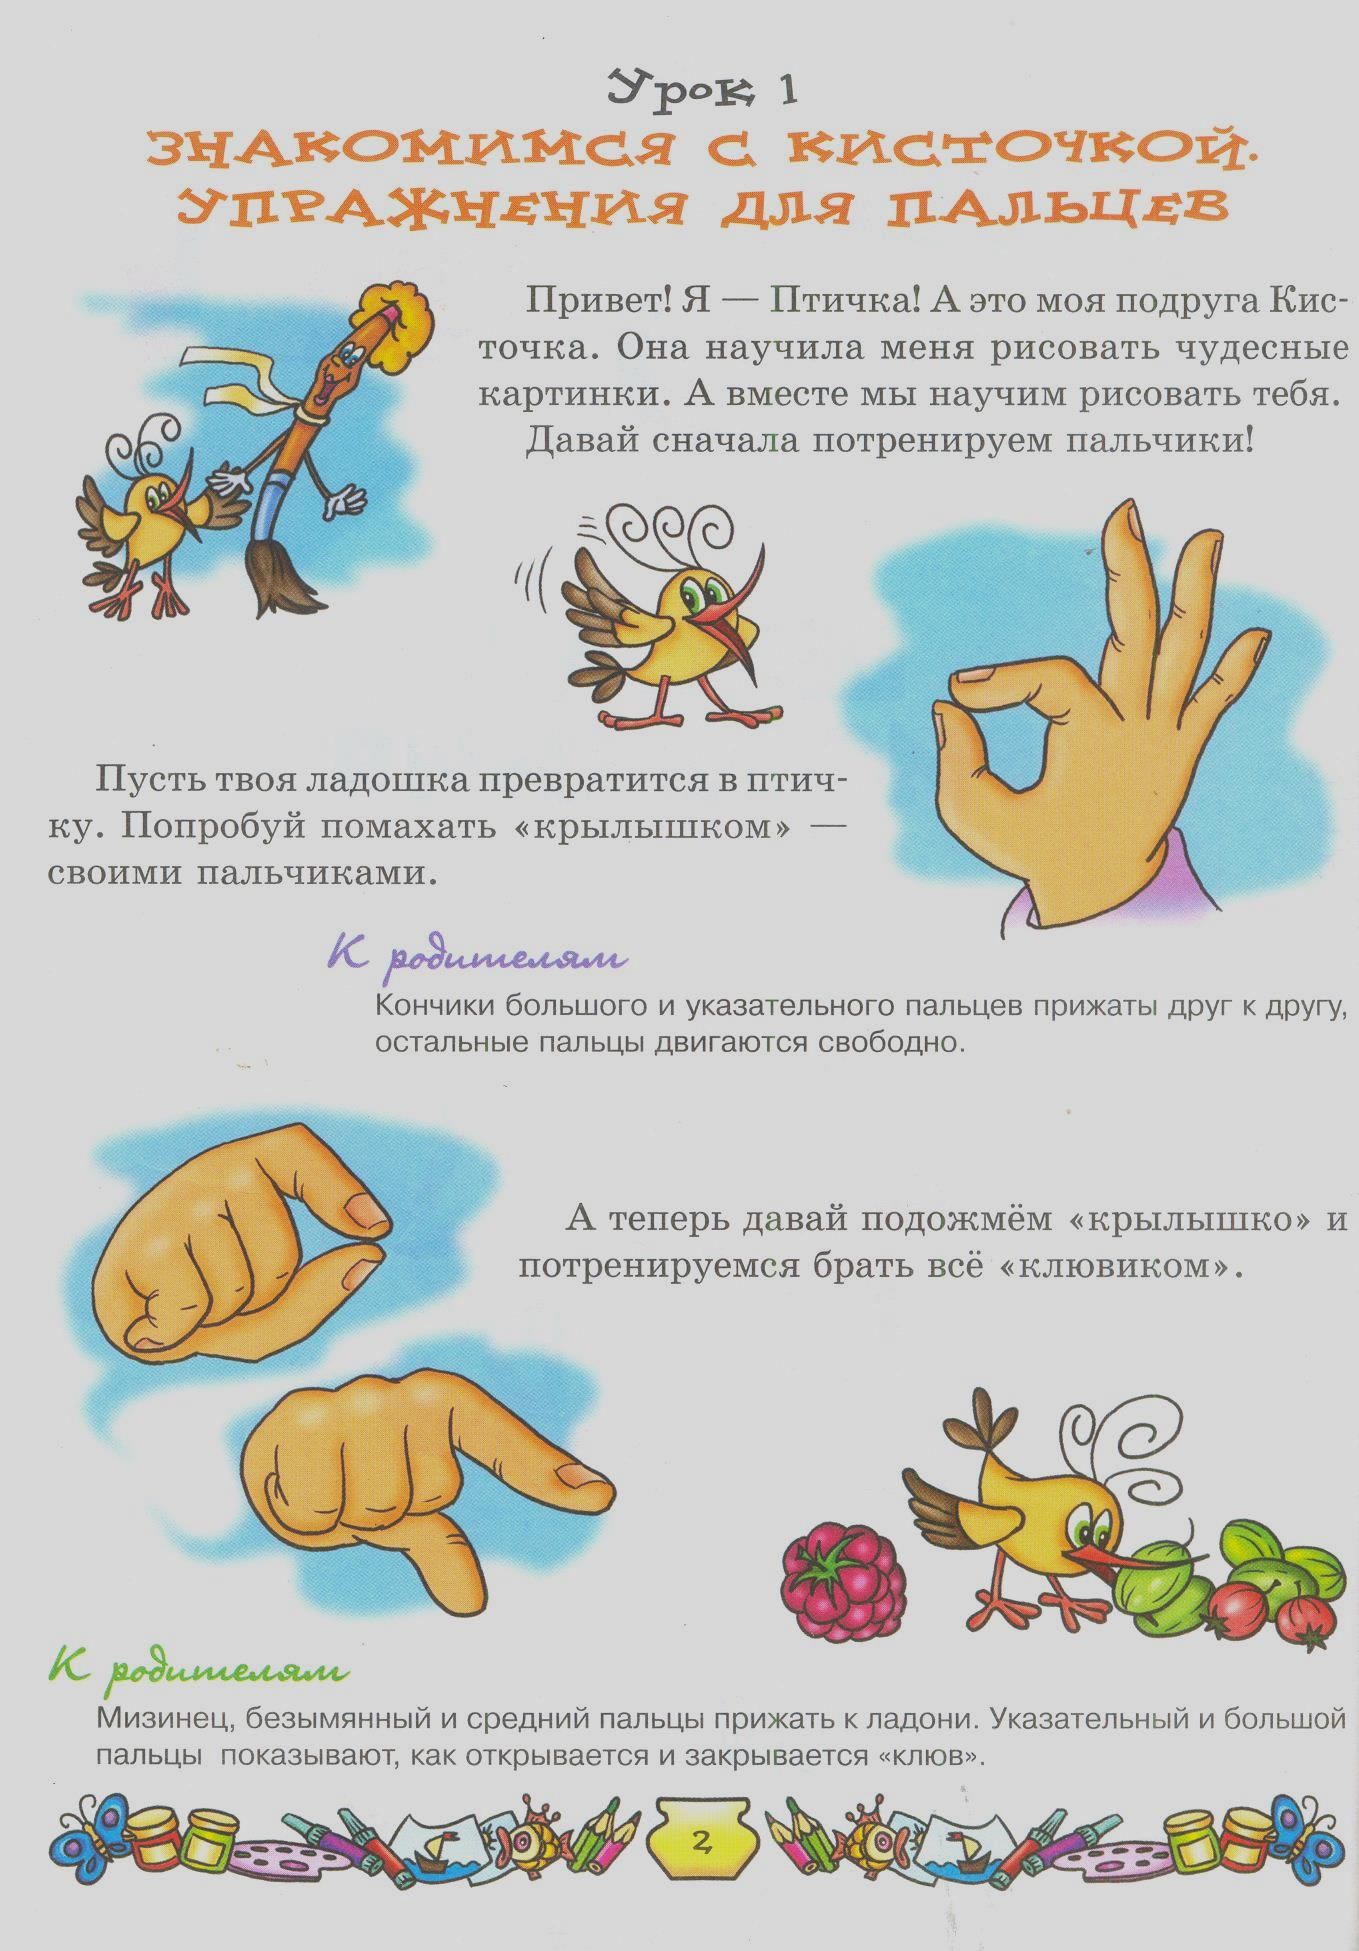 Урок 1
ЗНАКОМИМСЯ С КИСТОЧКОЙ.
УПРАЖНЕНИЯ ДЛЯ ПАЛЬЦЕВ
Привет! Я — Птичка! А это моя подруга Кис-
точка. Она научила меня рисовать чудесные
картинки. А вместе мы научим рисовать тебя.
Давай сначала потренируем пальчики!
Пусть твоя ладошка превратится в птич-
ку. Попробуй помахать «крылышком» —
своими пальчиками.
К родителям
Кончики большого и указательного пальцев прижаты друг к другу,
остальные пальцы двигаются свободно.
А теперь давай подожмём «крылышко» и
потренируемся брать всё «клювиком».
К родителям
Мизинец, безымянный и средний пальцы прижать к ладони. Указательный и большой
пальцы показывают, как открывается и закрывается «клюв».
2